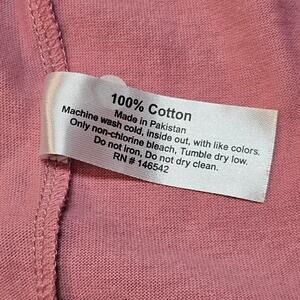 100% Cotton
Made in Pakistan
Machine wash cold, inside out, with like colors.
Only non-chlorine bleach, Tumble dry low.
Do not iron, Do not dry clean.
RN # 146542